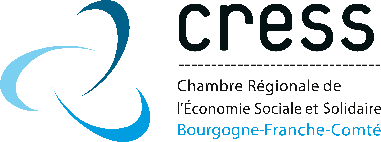 cress
Chambre Régionale de
l'Économie Sociale et Solidaire
Bourgogne-Franche-Comté